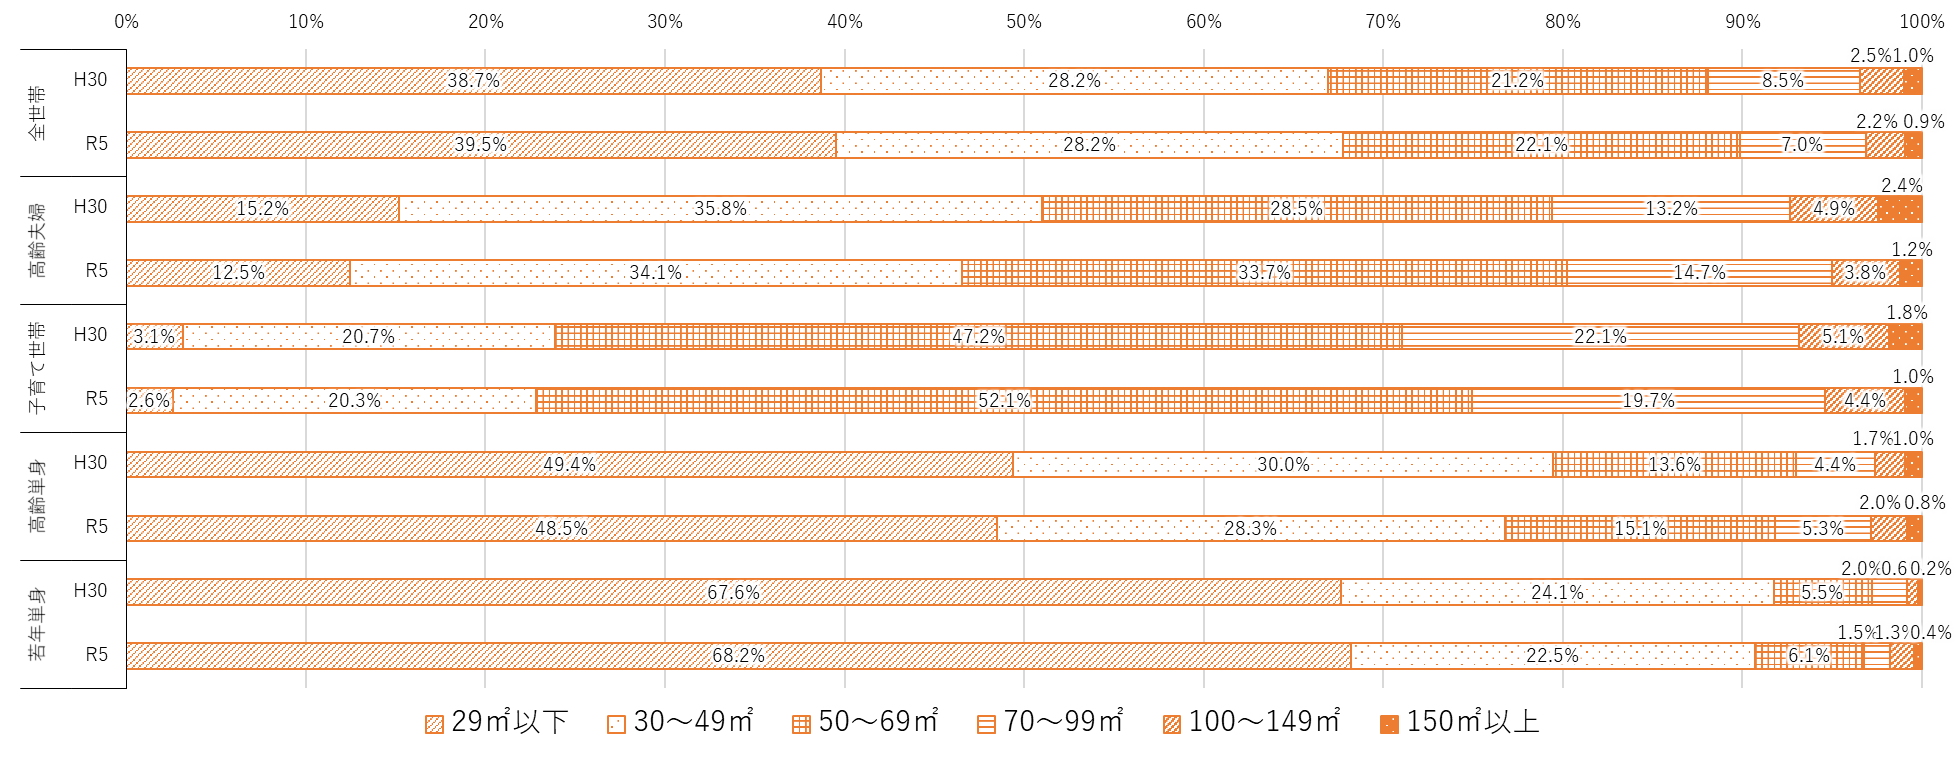 0% 10% 20% 30% 40% 50% 60% 70% 80% 90% 100%
全世帯
H30 38.7% 28.2% 21.2% 8.5% 2.5% 1.0%
R5 39.5% 28.2% 22.1% 7.0% 2.2% 0.9%
高齢夫婦
H30 15.2% 35.8% 28.5% 13.2% 4.9% 2.4%
R5 12.5% 34.1% 33.7% 14.7% 3.8% 1.2%
子育て世帯
H30 3.1% 20.7% 47.2% 22.1% 5.1% 1.8%
R5 2.6% 20.3% 52.1% 19.7% 4.4% 1.0%
高齢単身
H30 49.4% 30.0% 13.6% 4.4% 1.7% 1.0%
R5 48.5% 28.3% 15.1% 5.3% 2.0% 0.8%
若年単身
H30 67.6% 24.1% 5.5% 2.0% 0.6 0.2%
R5 68.2% 22.5% 6.1% 1.5% 1.3% 0.4%
29㎡以下 30～49㎡ 50～69㎡ 70～99㎡ 100～149㎡ 150㎡以上